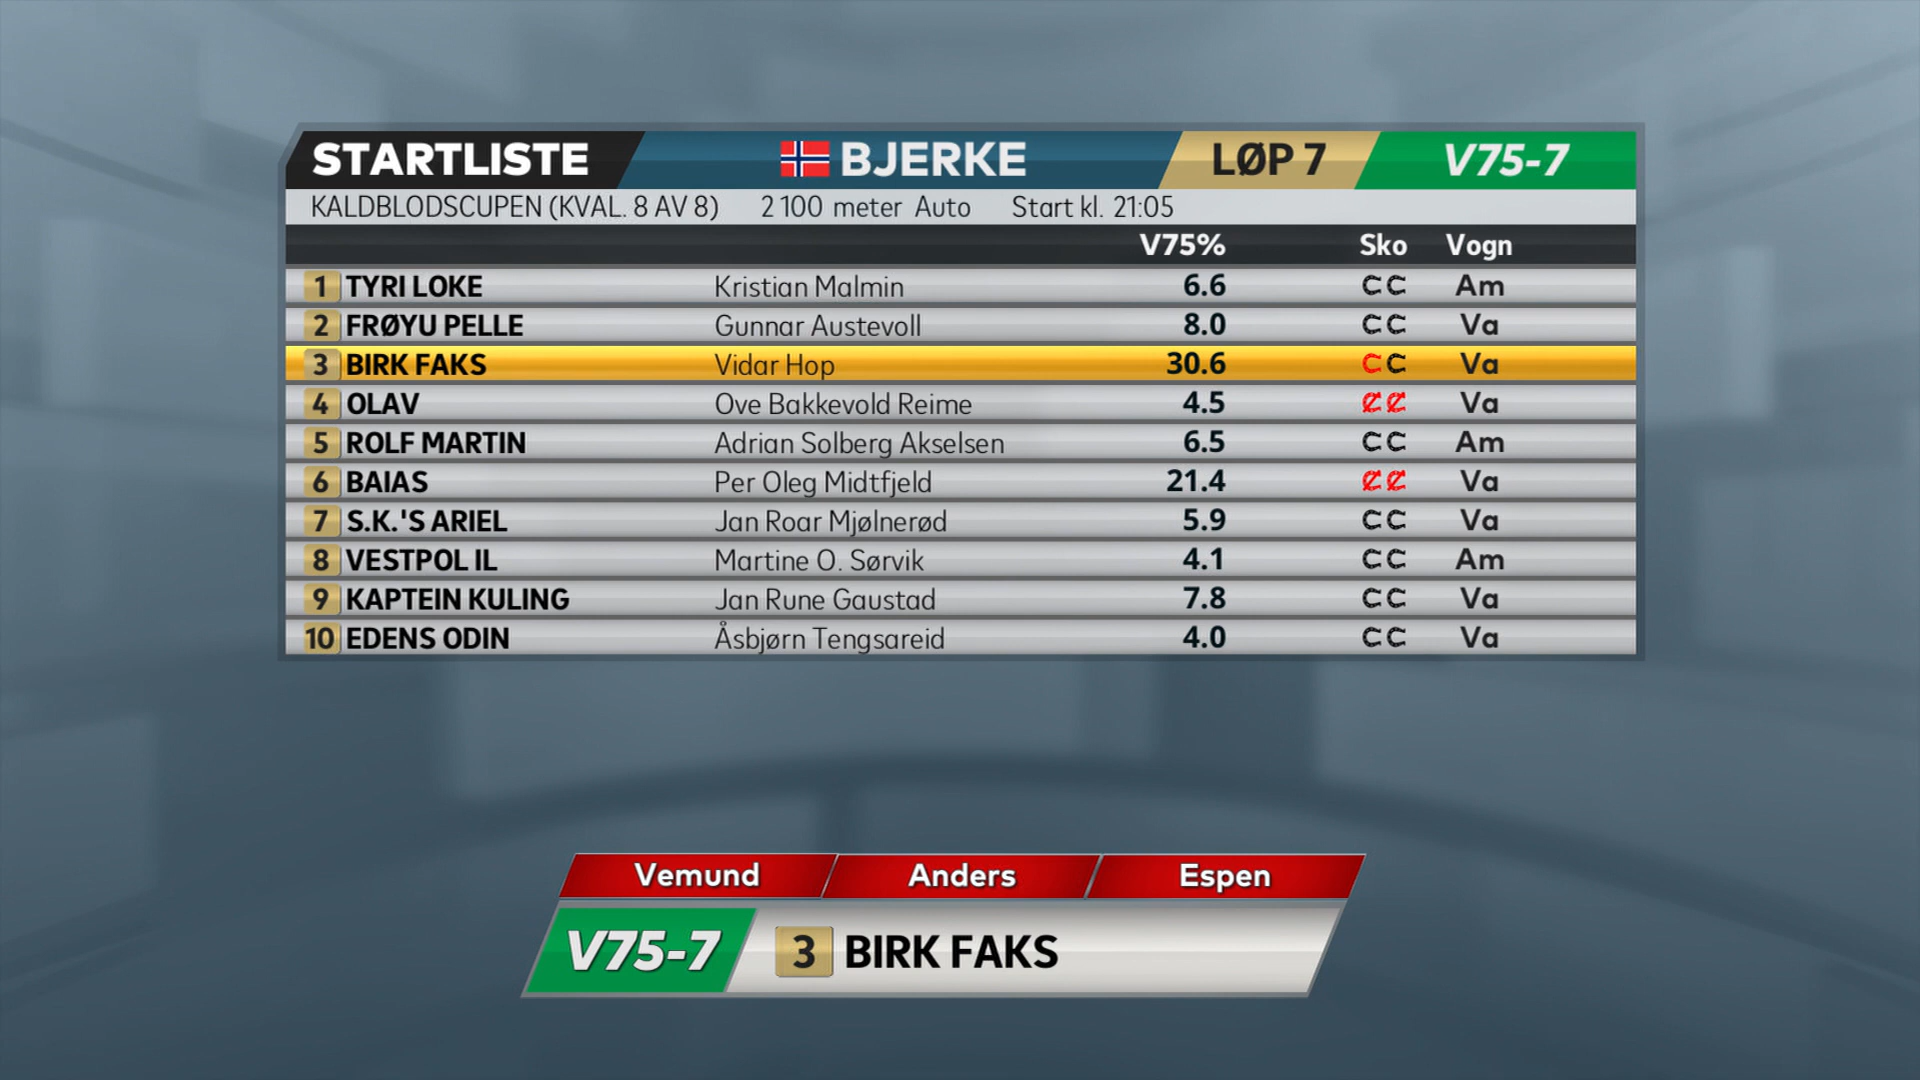 STARTLISTE BJERKE LØP 7 V75-7
KALDBLODSCUPEN (KVAL. 8 AV 8) 2 100 meter Auto Start kl. 21:05
V75% Sko Vogn
1 TYRI LOKE Kristian Malmin 6.6 Am
2 FRØYU PELLE Gunnar Austevoll 8.0 Va
3 BIRK FAKS Vidar Hop 30.6 Va
4 OLAV Ove Bakkevold Reime 4.5 Va
5 ROLF MARTIN Adrian Solberg Akselsen 6.5 Am
6 BAIAS Per Oleg Midtfjeld 21.4 Va
7 S.K.'S ARIEL Jan Roar Mjølnerød 5.9 Va
8 VESTPOL IL Martine O. Sørvik 4.1 Am
9 KAPTEIN KULING Jan Rune Gaustad 7.8 Va
10 EDENS ODIN Åsbjørn Tengsareid 4.0 Va
Vemund Anders Espen
V75-7 3 BIRK FAKS